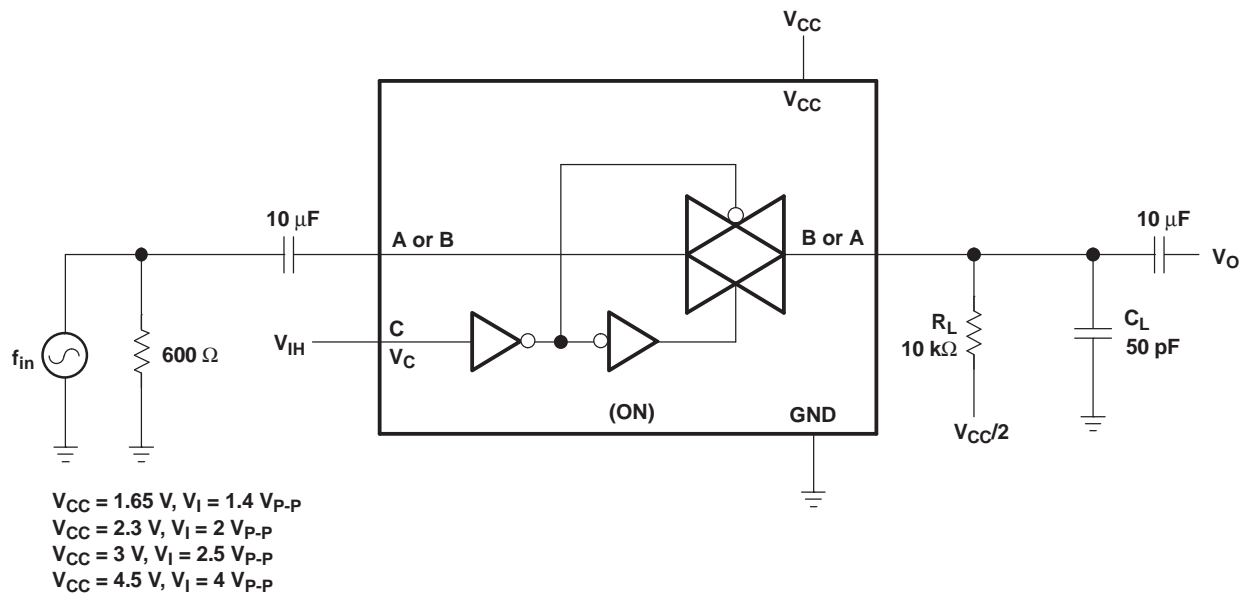 VCC
VCC
10 μF
A or B
B or A
10 μF
VO
fin
600 Ω
VIH
C
VC
RL
10 kΩ
CL
50 pF
(ON)
GND
VCC/2
VCC = 1.65 V, VI = 1.4 VP-P
VCC = 2.3 V, VI = 2 VP-P
VCC = 3 V, VI = 2.5 VP-P
VCC = 4.5 V, VI = 4 VP-P